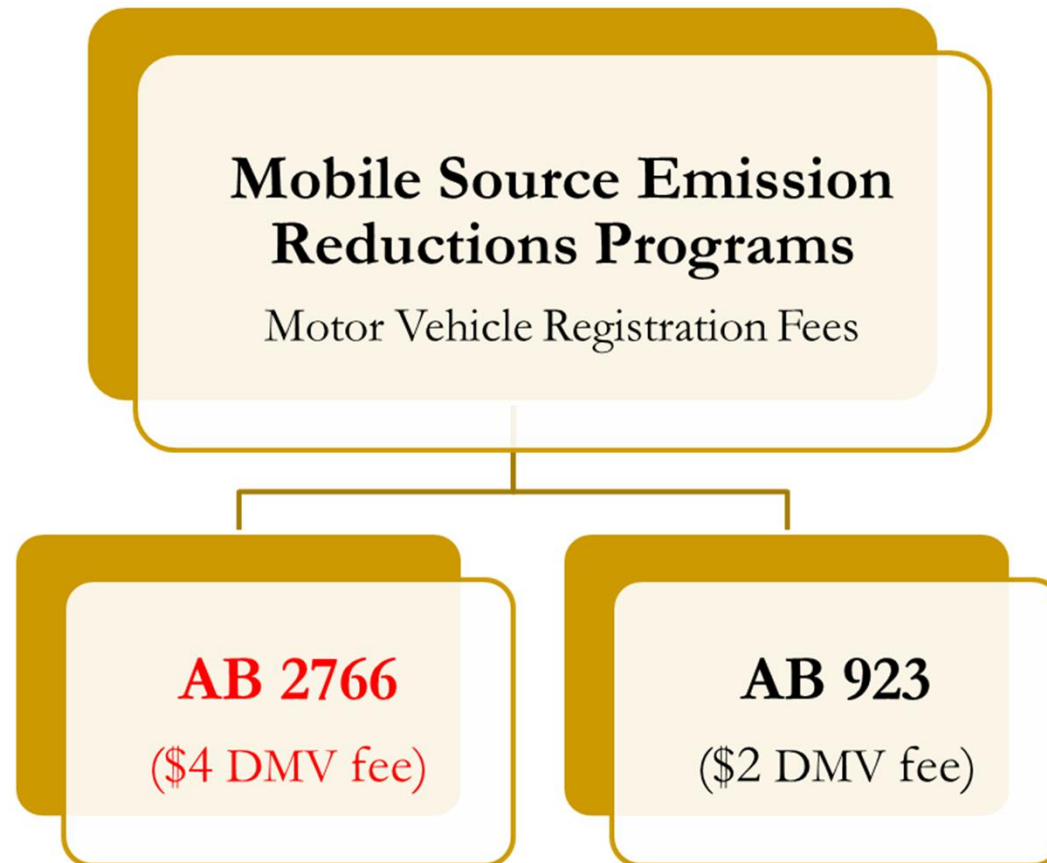 Mobile Source Emission
Reductions Programs
Motor Vehicle Registration Fees
AB 2766
($4 DMV fee)
AB 923
($2 DMV fee)